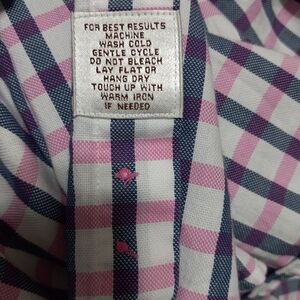 FOR BEST RESULTS
MACHINE
WASH COLD
GENTLE CYCLE
DO NOT BLEACH
LAY FLAT OR
HANG DRY
TOUCH UP WITH
WARM IRON
IF NEEDED